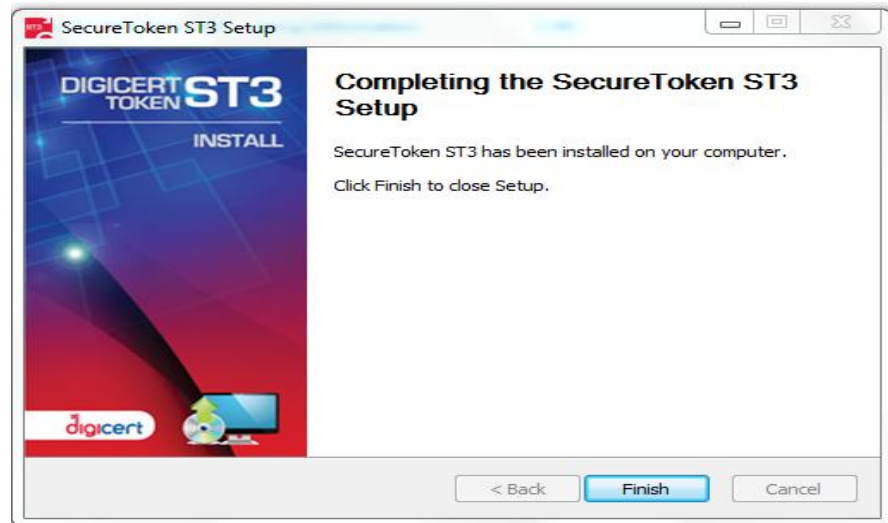 ST3
SecureToken ST3 Setup
DIGICERT
TOKEN ST3
INSTALL
Completing the SecureToken ST3
Setup
SecureToken ST3 has been installed on your computer.
Click Finish to close Setup.
digicert
< Back
Finish
Cancel